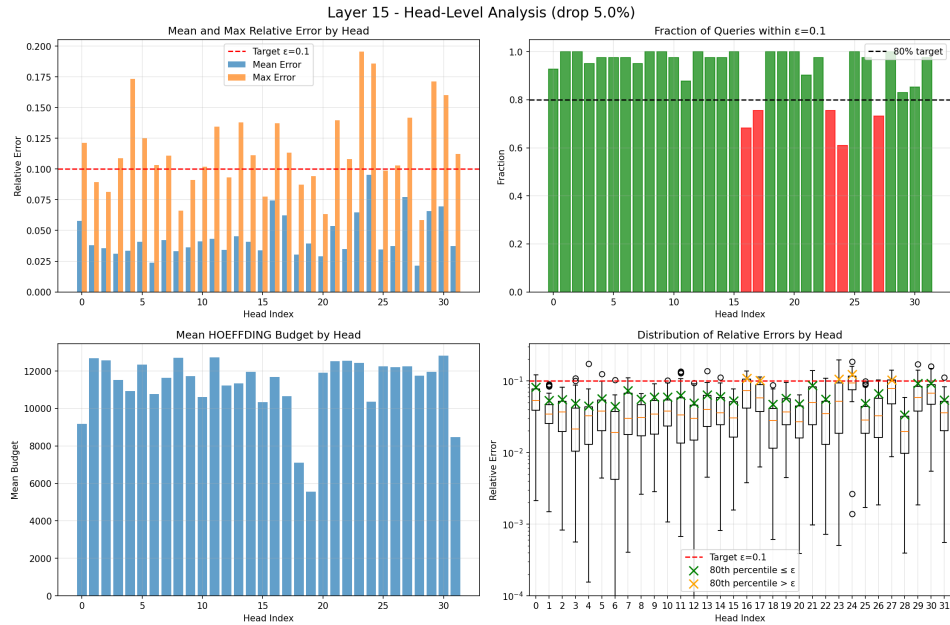 Layer 15 - Head-Level Analysis (drop 5.0%)
Mean and Max Relative Error by Head
Relative Error
0.200
0.175
0.150
0.125
0.100
0.075
0.050
0.025
0.000
Target ε=0.1
Mean Error
Max Error
0 5 10 15 20 25 30
Head Index
Fraction of Queries within ε=0.1
Fraction
1.0
0.8
0.6
0.4
0.2
0.0
80% target
0 5 10 15 20 25 30
Head Index
Mean HOEFFDING Budget by Head
Mean Budget
12000
10000
8000
6000
4000
2000
0
0 5 10 15 20 25 30
Head Index
Distribution of Relative Errors by Head
Relative Error
10⁻¹
10⁻²
10⁻³
10⁻⁴
Target ε=0.1
80th percentile ≤ ε
80th percentile > ε
0 1 2 3 4 5 6 7 8 9 10 11 12 13 14 15 16 17 18 19 20 21 22 23 24 25 26 27 28 29 30 31
Head Index